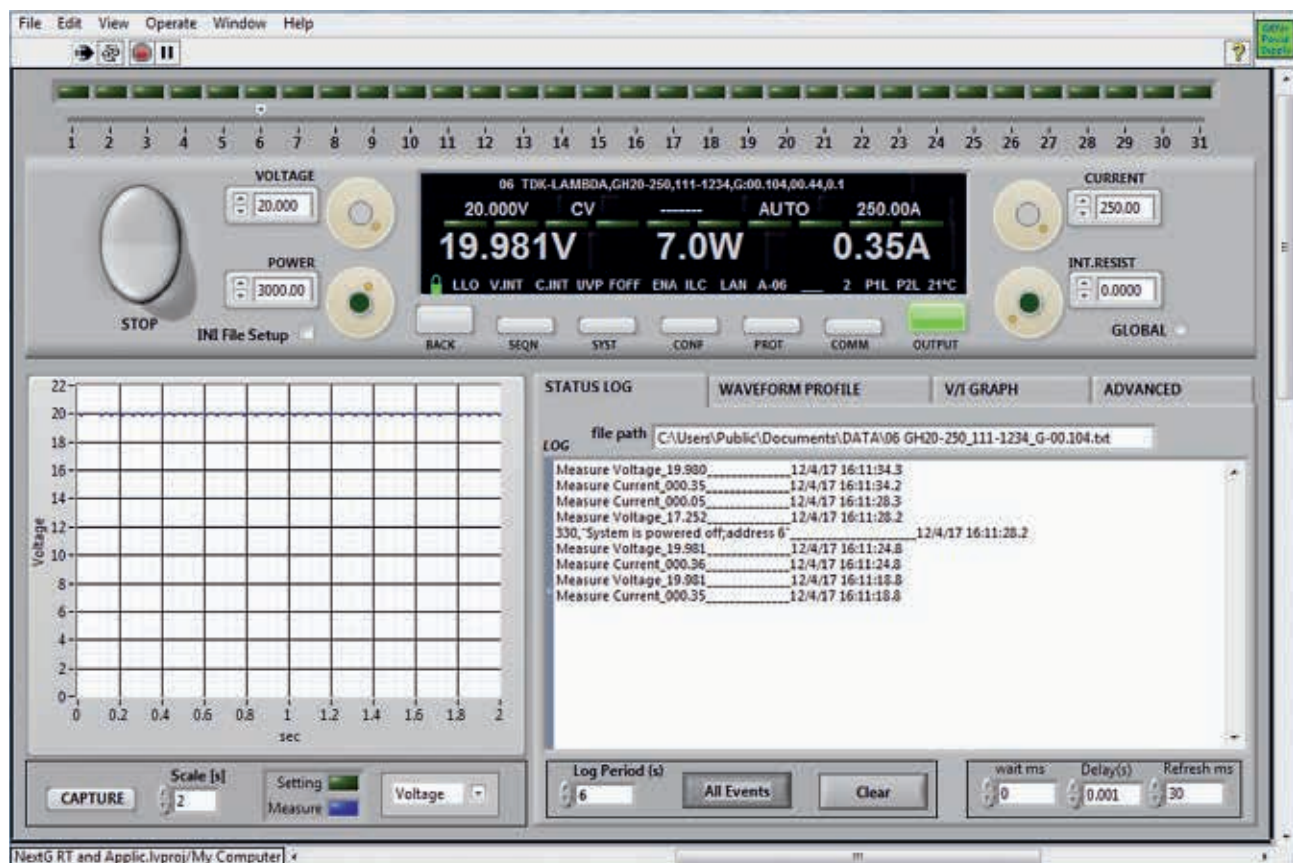 File Edit View Operate Window Help
GEN+ Power Supply
1 2 3 4 5 6 7 8 9 10 11 12 13 14 15 16 17 18 19 20 21 22 23 24 25 26 27 28 29 30 31
VOLTAGE
20.000
06 TDK-LAMBDA,GH20-250,111-1234,G:00.104,00.44,0.1
CURRENT
250.00
20.000V CV ------ AUTO 250.00A
19.981V 7.0W 0.35A
POWER
3000.00
INT.RESIST
0.0000
LLO V.INT C.INT UVP FOFF ENA ILC LAN A-06 ___ 2 P1L P2L 21°C
STOP
INI File Setup
GLOBAL
BACK SEQN SYST CONF PROT COMM OUTPUT
22
20
18
16
14
12
10
8
6
4
2
0
Voltage
0 0.2 0.4 0.6 0.8 1 1.2 1.4 1.6 1.8 2
sec
STATUS LOG WAVEFORM PROFILE V/I GRAPH ADVANCED
file path C:\Users\Public\Documents\DATA\06 GH20-250_111-1234_G-00.104.txt
LOG
Measure Voltage_19.980_____________12/4/17 16:11:34.3
Measure Current_000.35_____________12/4/17 16:11:34.2
Measure Current_000.05_____________12/4/17 16:11:28.3
Measure Voltage_17.252_____________12/4/17 16:11:28.2
330,"System is powered off;address 6"____________________12/4/17 16:11:28.2
Measure Voltage_19.981_____________12/4/17 16:11:24.8
Measure Current_000.36_____________12/4/17 16:11:24.8
Measure Voltage_19.981_____________12/4/17 16:11:18.8
Measure Current_000.35_____________12/4/17 16:11:18.8
CAPTURE
Scale [s]
2
Setting
Measure
Voltage
Log Period (s)
6
All Events
Clear
wait ms Delay(s) Refresh ms
0 0.001 30
NextG RT and Applic.lvproj/My Computer